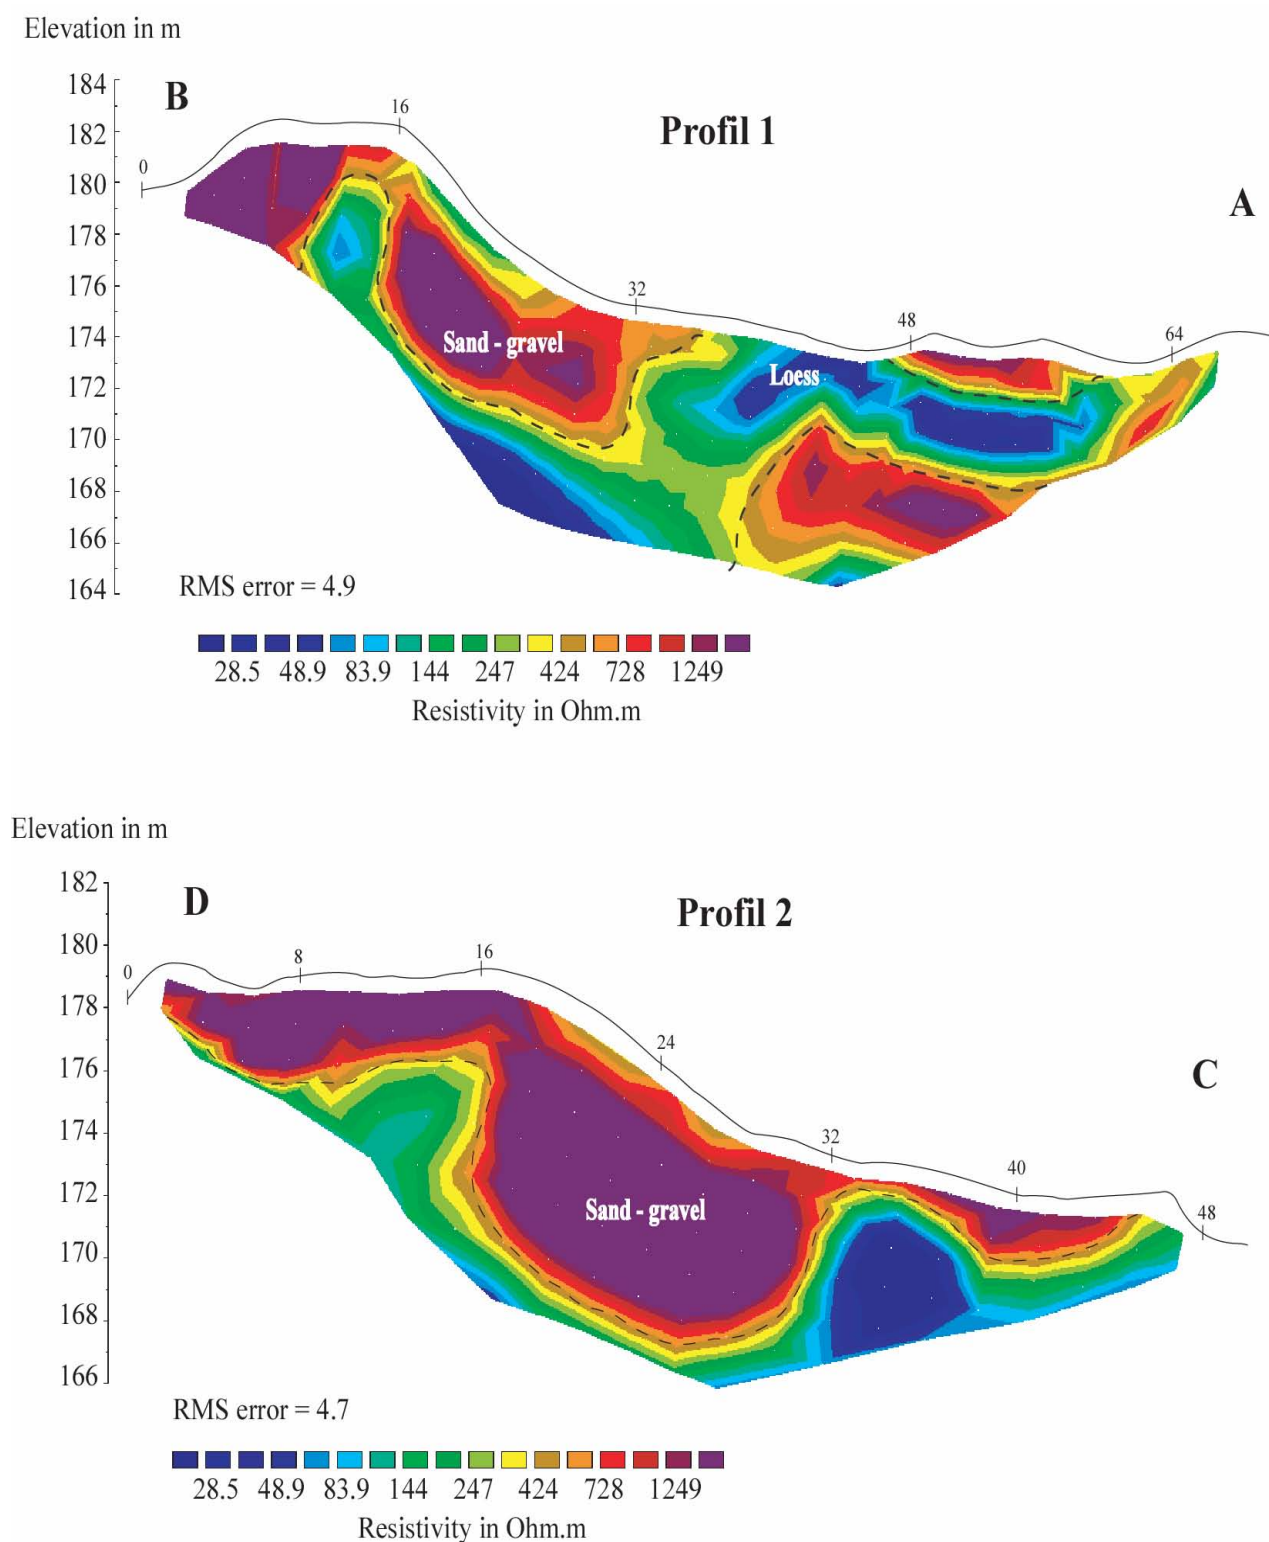 Elevation in m
184
B
16
182
Profil 1
0
180
A
178
176
32
174
Sand - gravel
48
64
172
Loess
170
168
166
164
RMS error = 4.9
28.5 48.9 83.9 144 247 424 728 1249
Resistivity in Ohm.m
Elevation in m
182
D
Profil 2
180
0
8
16
178
24
176
C
174
32
40
172
Sand - gravel
48
170
168
166
RMS error = 4.7
28.5 48.9 83.9 144 247 424 728 1249
Resistivity in Ohm.m